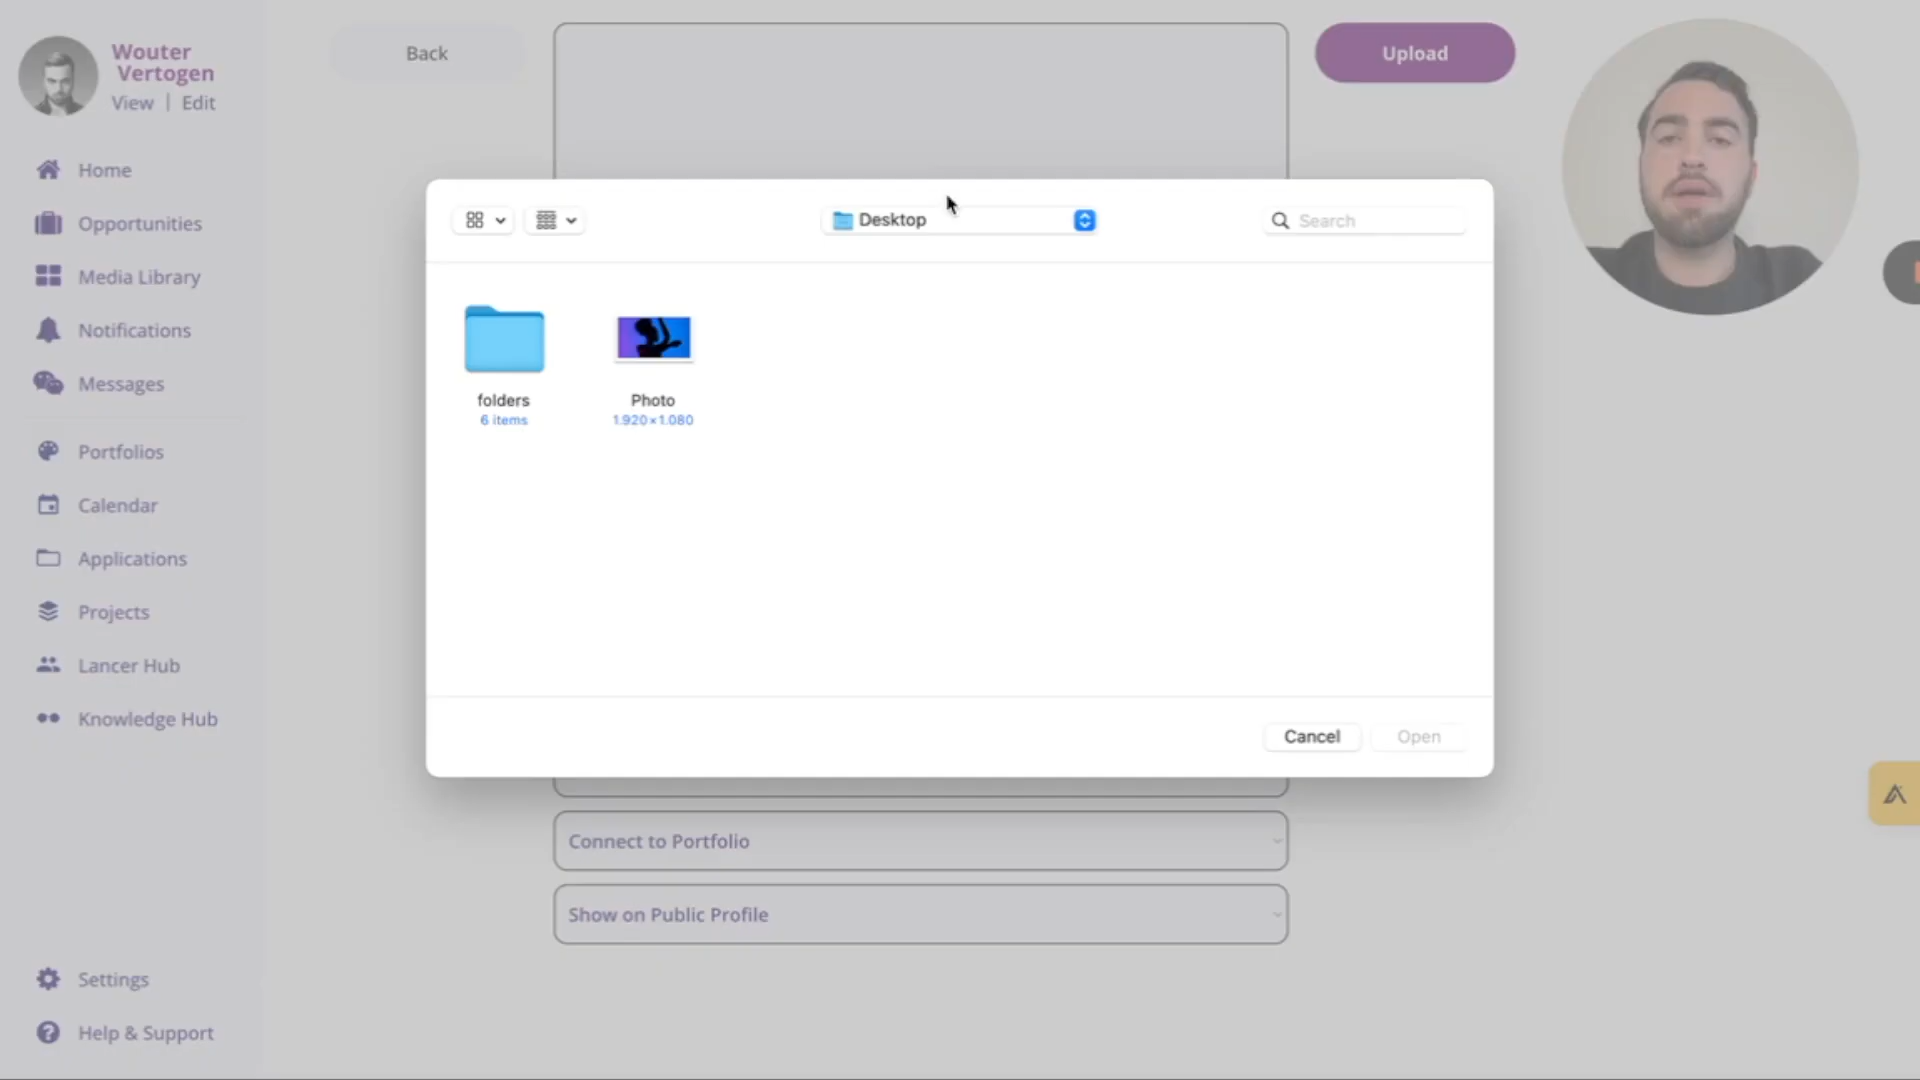 Wouter
Vertogen
View | Edit
Home
Opportunities
Media Library
Notifications
Messages
Portfolios
Calendar
Applications
Projects
Lancer Hub
Knowledge Hub
Settings
Help & Support
Back
Upload
Desktop
Search
folders
6 items
Photo
1.920×1.080
Cancel
Open
Connect to Portfolio
Show on Public Profile